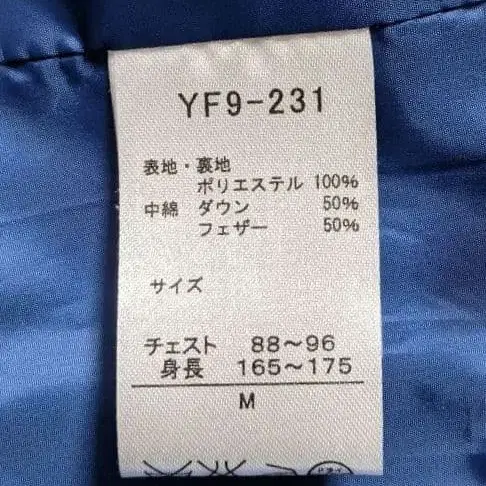 YF9-231
表地・裏地
ポリエステル 100%
中綿 ダウン 50%
フェザー 50%
サイズ
チェスト 88〜96
身長 165〜175
M